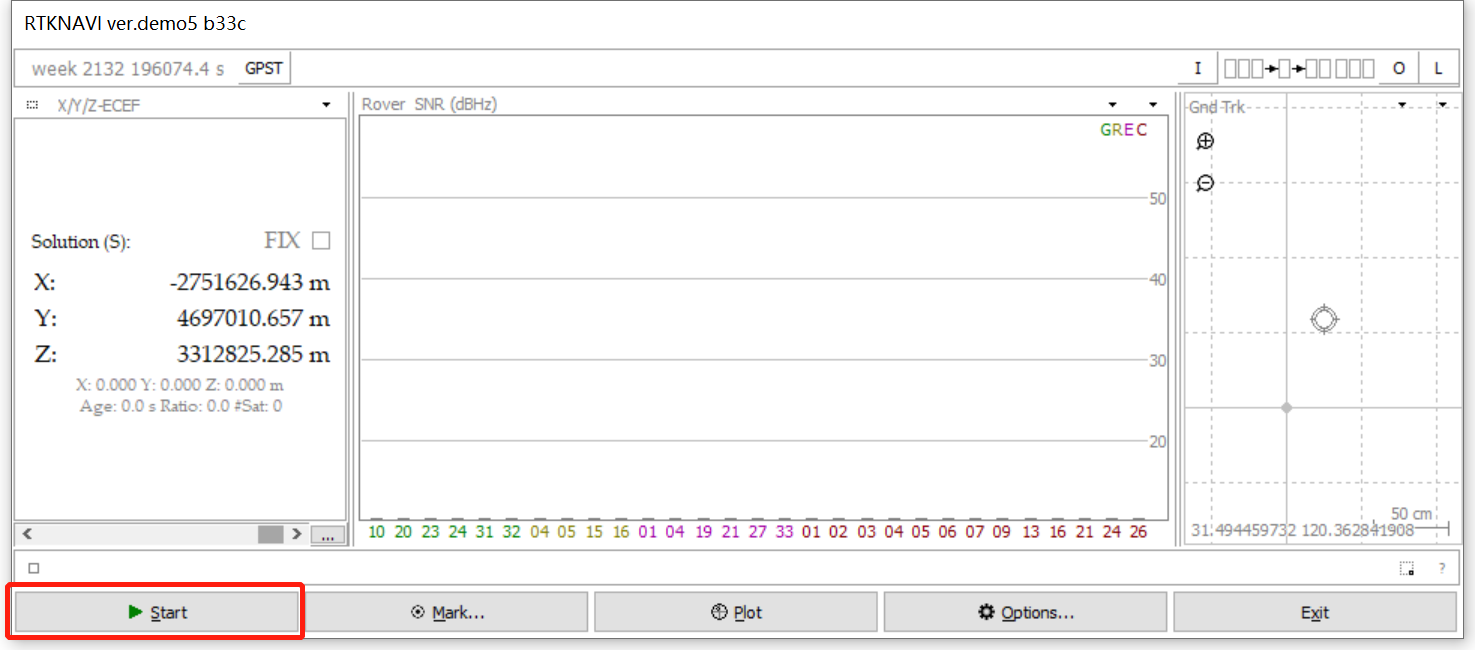 RTKNAVI ver.demo5 b33c
week 2132 196074.4 s GPST I O L
X/Y/Z-ECEF
Rover SNR (dBHz)
Gnd Trk
GREC
50
40
30
20
Solution (S): FIX
X: -2751626.943 m
Y: 4697010.657 m
Z: 3312825.285 m
X: 0.000 Y: 0.000 Z: 0.000 m
Age: 0.0 s Ratio: 0.0 #Sat: 0
...
10 20 23 24 31 32 04 05 15 16 01 04 19 21 27 33 01 02 03 04 05 06 07 09 13 16 21 24 26
50 cm
31.494459732 120.362841908
?
Start
Mark...
Plot
Options...
Exit